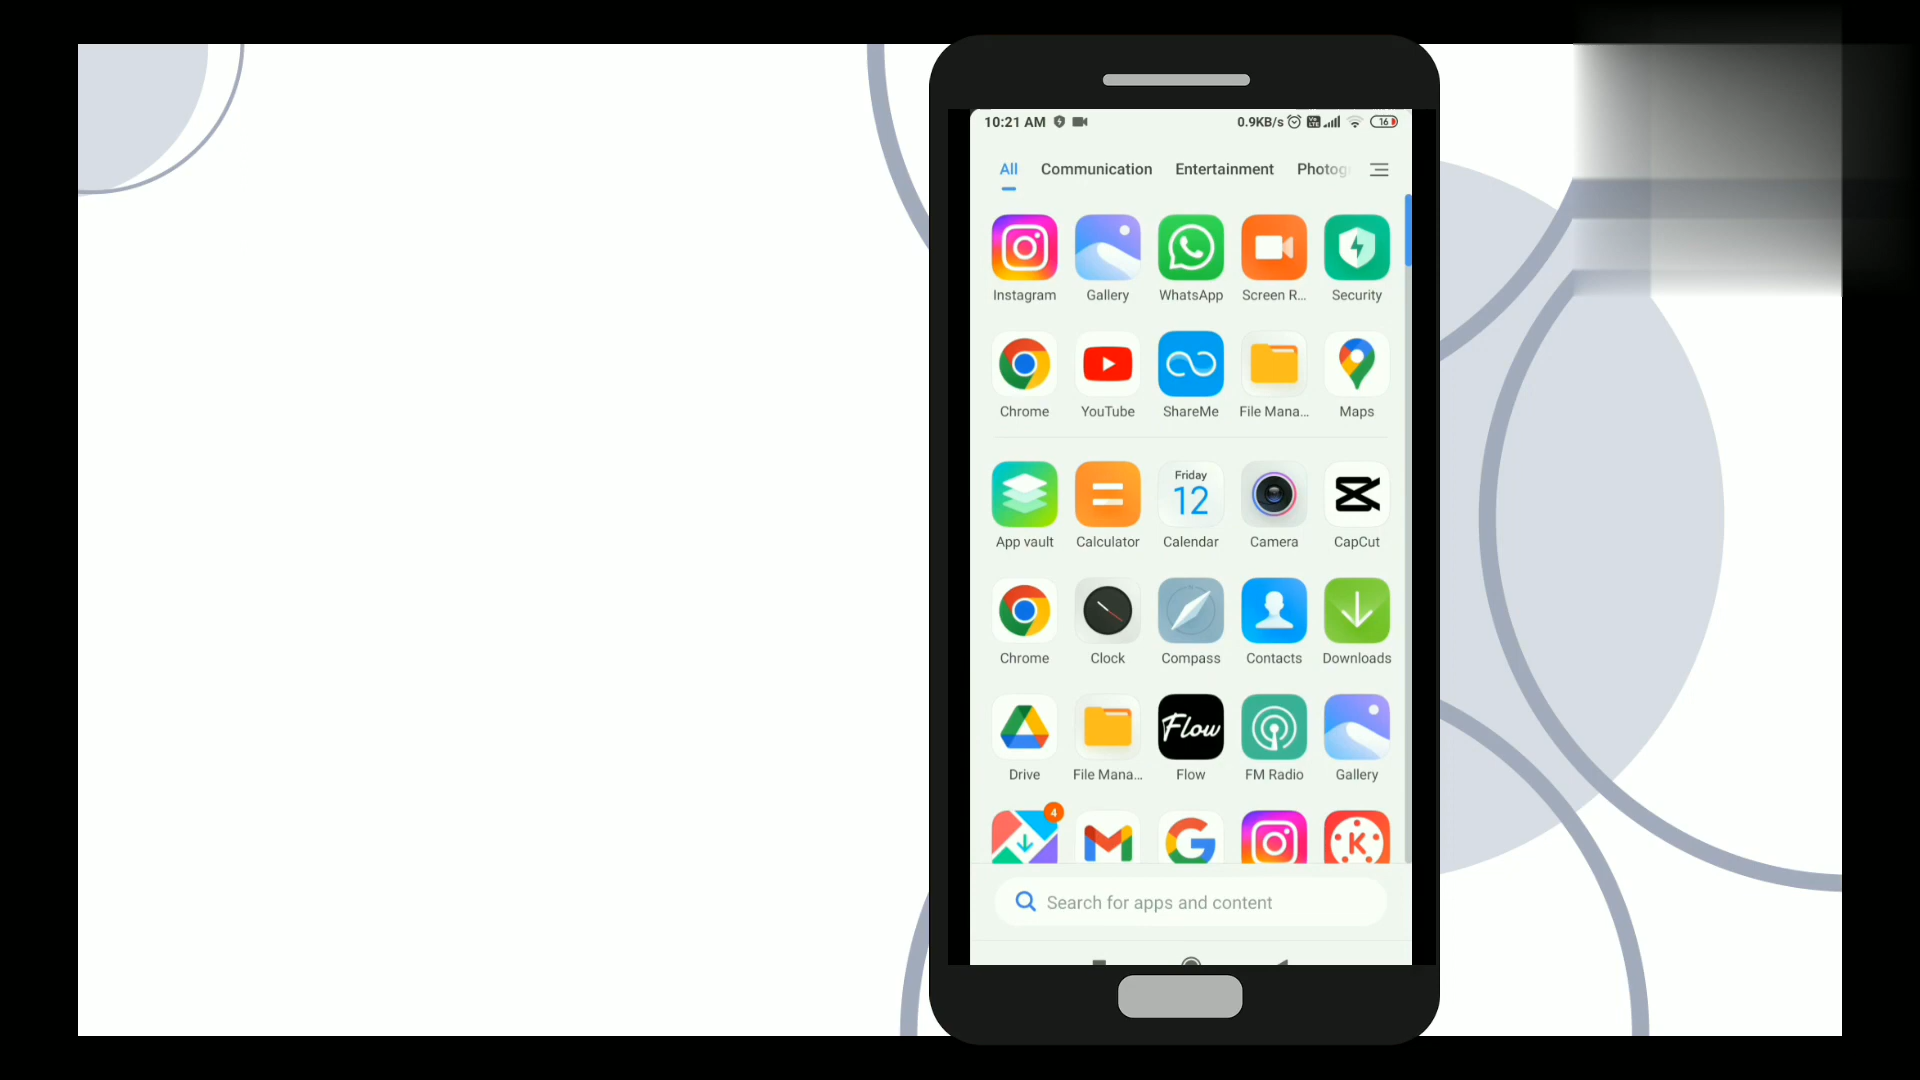 10:21 AM 0.9KB/s 16
All Communication Entertainment Photog
Instagram Gallery WhatsApp Screen R... Security
Chrome YouTube ShareMe File Mana... Maps
Friday
12
App vault Calculator Calendar Camera CapCut
Chrome Clock Compass Contacts Downloads
Flow
Drive File Mana... Flow FM Radio Gallery
4
K
Search for apps and content